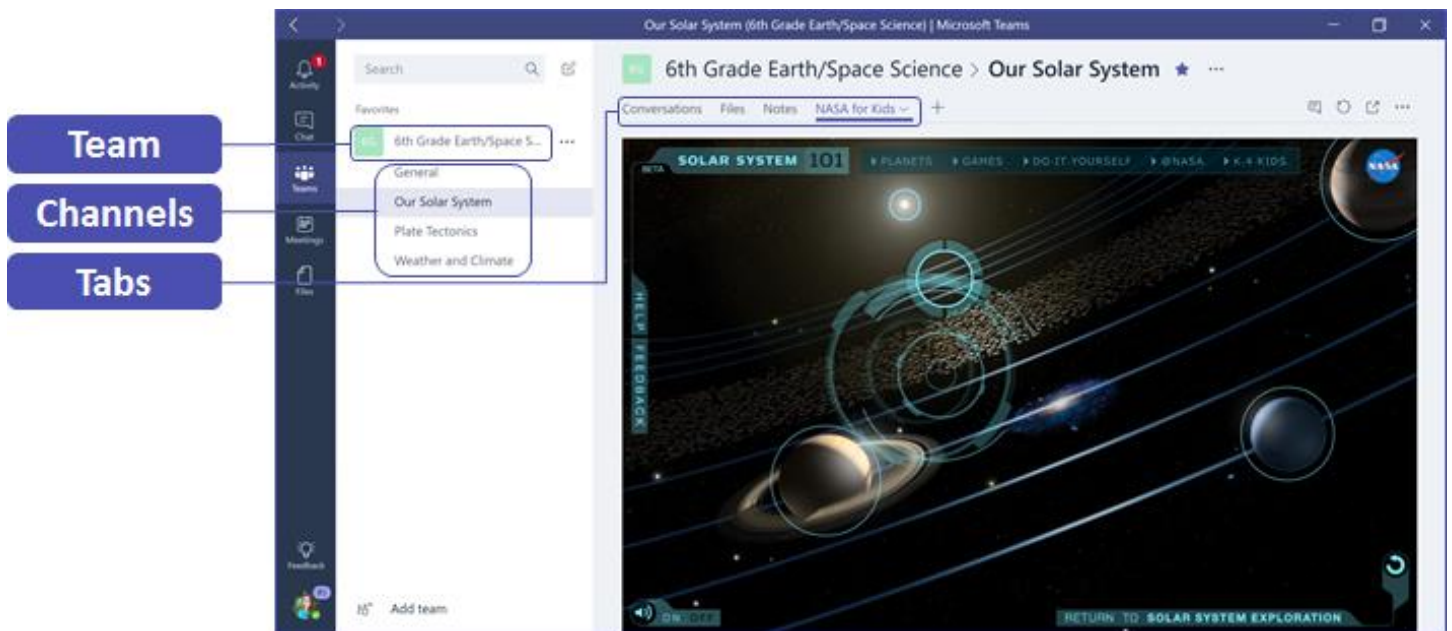 Our Solar System (6th Grade Earth/Space Science) | Microsoft Teams
Team
Channels
Tabs
1
Activity
Chat
Teams
Meetings
Files
Feedback
Search
Favorites
6th Grade Earth/Space S...
General
Our Solar System
Plate Tectonics
Weather and Climate
Add team
6th Grade Earth/Space Science > Our Solar System
Conversations Files Notes NASA for Kids
BETA SOLAR SYSTEM 101 PLANETS GAMES DO-IT-YOURSELF @NASA K-4 KIDS
NASA
HELP
FEEDBACK
ON OFF
RETURN TO SOLAR SYSTEM EXPLORATION